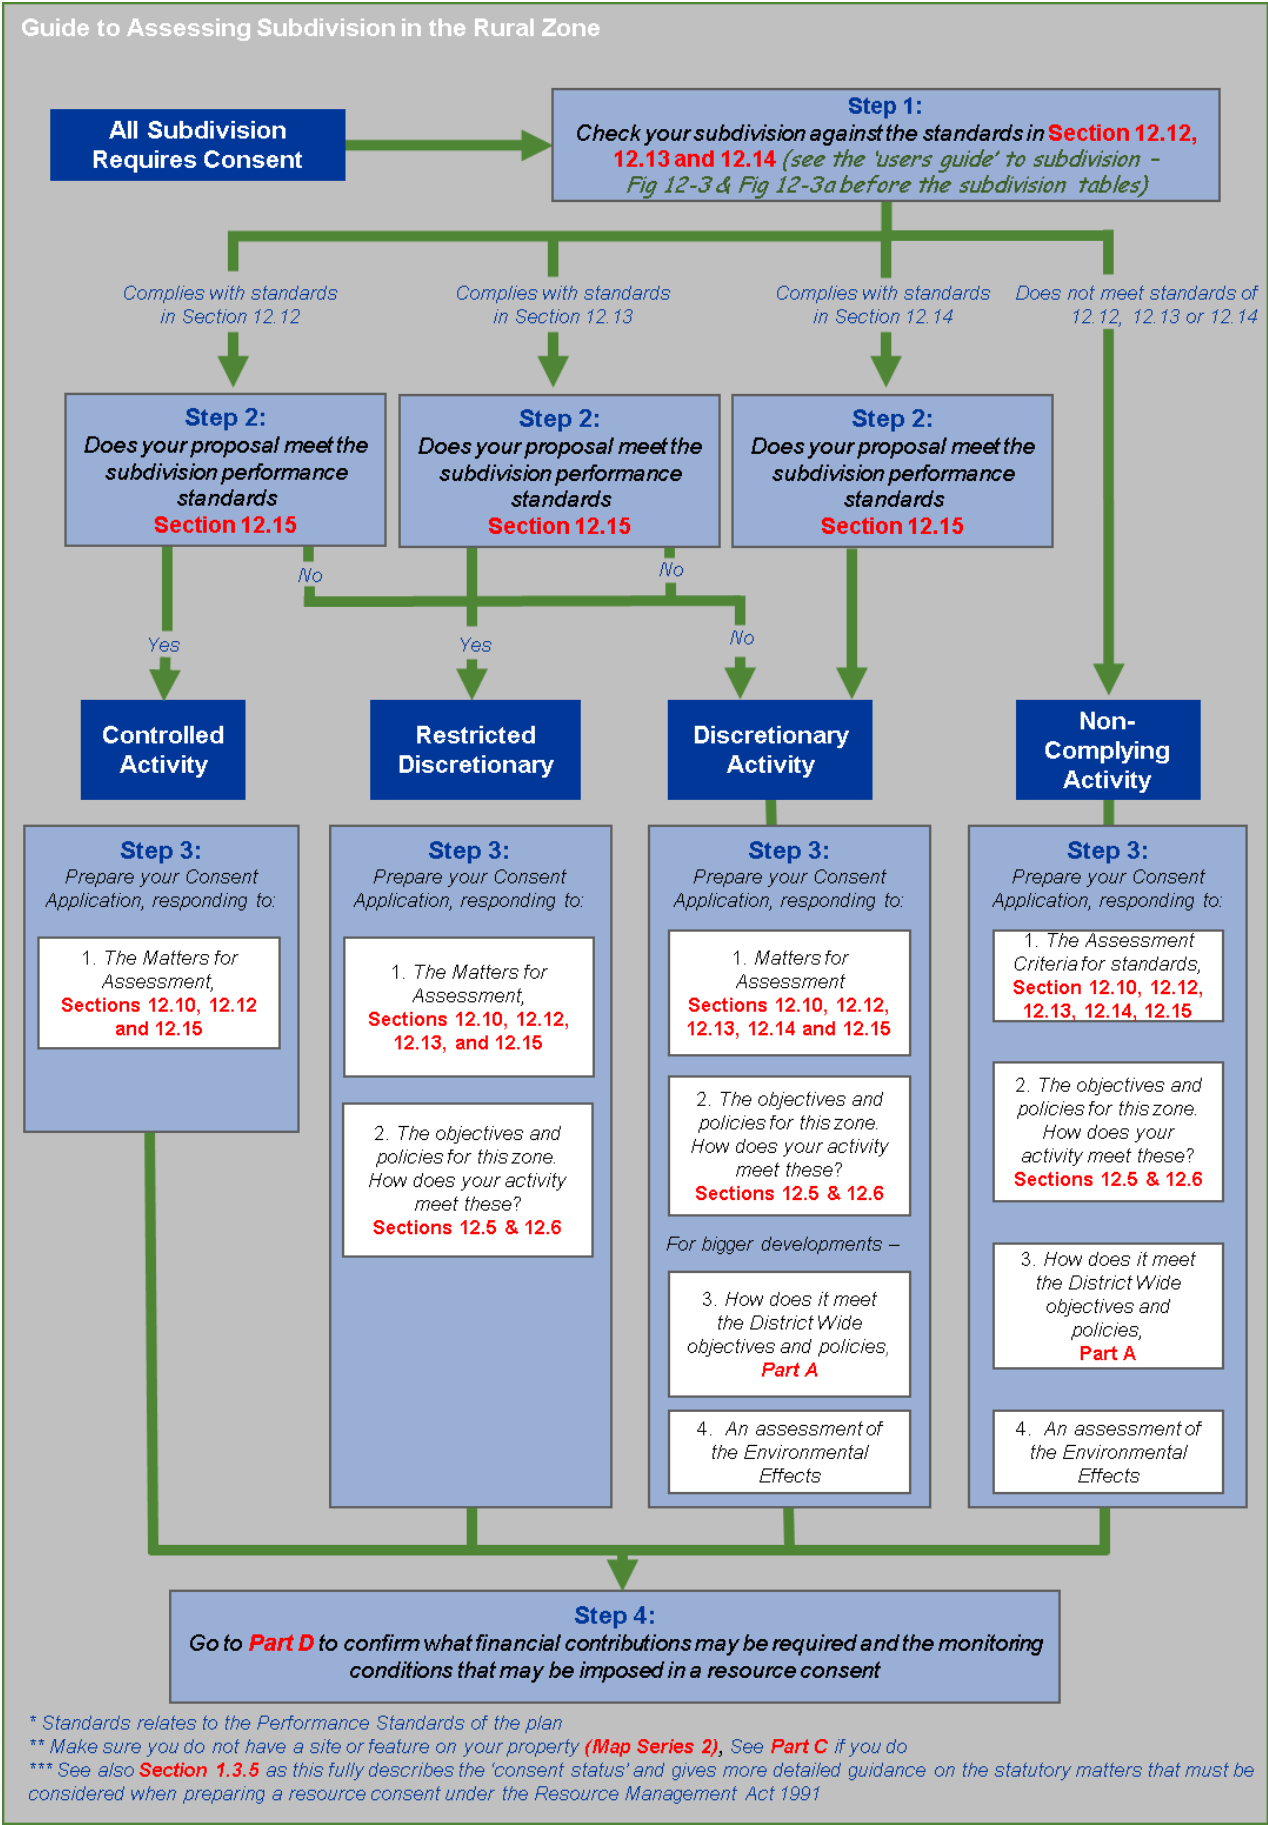 Guide to Assessing Subdivision in the Rural Zone
All Subdivision
Requires Consent
Step 1:
Check your subdivision against the standards in Section 12.12,
12.13 and 12.14 (see the 'users guide' to subdivision –
Fig 12-3 & Fig 12-3a before the subdivision tables)
Complies with standards
in Section 12.12
Complies with standards
in Section 12.13
Complies with standards
in Section 12.14
Does not meet standards of
12.12, 12.13 or 12.14
Step 2:
Does your proposal meet the
subdivision performance
standards
Section 12.15
Step 2:
Does your proposal meet the
subdivision performance
standards
Section 12.15
Step 2:
Does your proposal meet the
subdivision performance
standards
Section 12.15
No
No
Yes
Yes
No
Controlled
Activity
Restricted
Discretionary
Discretionary
Activity
Non-
Complying
Activity
Step 3:
Prepare your Consent
Application, responding to:
1. The Matters for
Assessment,
Sections 12.10, 12.12
and 12.15
Step 3:
Prepare your Consent
Application, responding to:
1. The Matters for
Assessment,
Sections 12.10, 12.12,
12.13, and 12.15
2. The objectives and
policies for this zone.
How does your activity
meet these?
Sections 12.5 & 12.6
Step 3:
Prepare your Consent
Application, responding to:
1. Matters for
Assessment
Sections 12.10, 12.12,
12.13, 12.14 and 12.15
2. The objectives and
policies for this zone.
How does your activity
meet these?
Sections 12.5 & 12.6
For bigger developments –
3. How does it meet
the District Wide
objectives and policies,
Part A
4. An assessment of
the Environmental
Effects
Step 3:
Prepare your Consent
Application, responding to:
1. The Assessment
Criteria for standards,
Section 12.10, 12.12,
12.13, 12.14, 12.15
2. The objectives and
policies for this zone.
How does your
activity meet these?
Sections 12.5 & 12.6
3. How does it meet
the District Wide
objectives and
policies,
Part A
4. An assessment of
the Environmental
Effects
Step 4:
Go to Part D to confirm what financial contributions may be required and the monitoring
conditions that may be imposed in a resource consent
* Standards relates to the Performance Standards of the plan
** Make sure you do not have a site or feature on your property (Map Series 2), See Part C if you do
*** See also Section 1.3.5 as this fully describes the 'consent status' and gives more detailed guidance on the statutory matters that must be
considered when preparing a resource consent under the Resource Management Act 1991